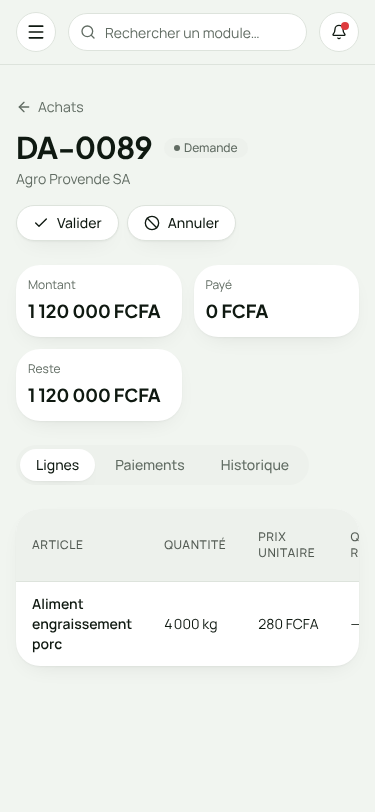 Rechercher un module...
Achats
DA-0089
Demande
Agro Provende SA
Valider
Annuler
Montant
1 120 000 FCFA
Payé
0 FCFA
Reste
1 120 000 FCFA
Lignes
Paiements
Historique
ARTICLE
QUANTITÉ
PRIX
UNITAIRE
Aliment
engraissement
porc
4 000 kg
280 FCFA
—